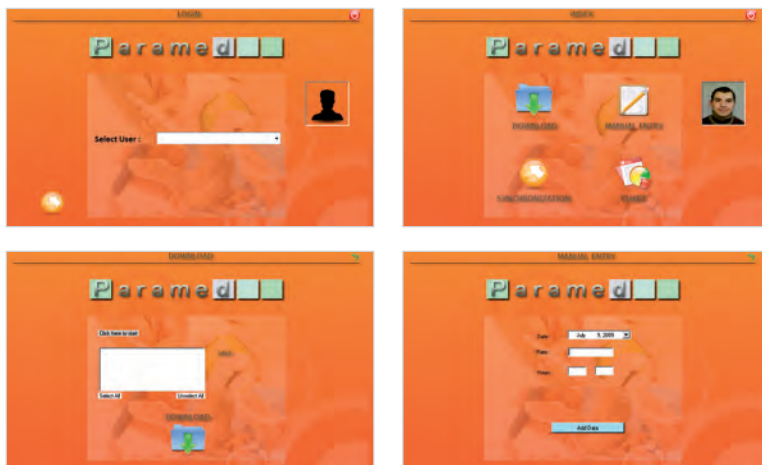 LOGIN
Paramed
Select User :
INDEX
Paramed
DOWNLOAD
MANUAL ENTRY
SYNCHRONIZATION
DOWNLOAD
Paramed
Click here to start
Select All
Unselect All
DOWNLOAD
MANUAL ENTRY
Paramed
Date :
July 9, 2009
Add Data